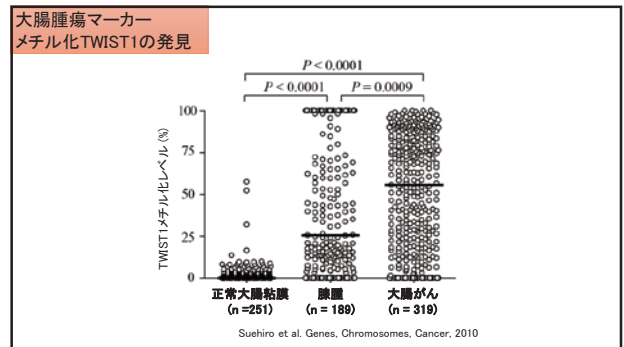 大腸腫瘍マーカー
メチル化TWIST1の発見
P < 0.0001
P < 0.0001
P = 0.0009
TWIST1メチル化レベル (%)
100
75
50
25
0
正常大腸粘膜
(n =251)
腺腫
(n = 189)
大腸がん
(n = 319)
Suehiro et al. Genes, Chromosomes, Cancer, 2010